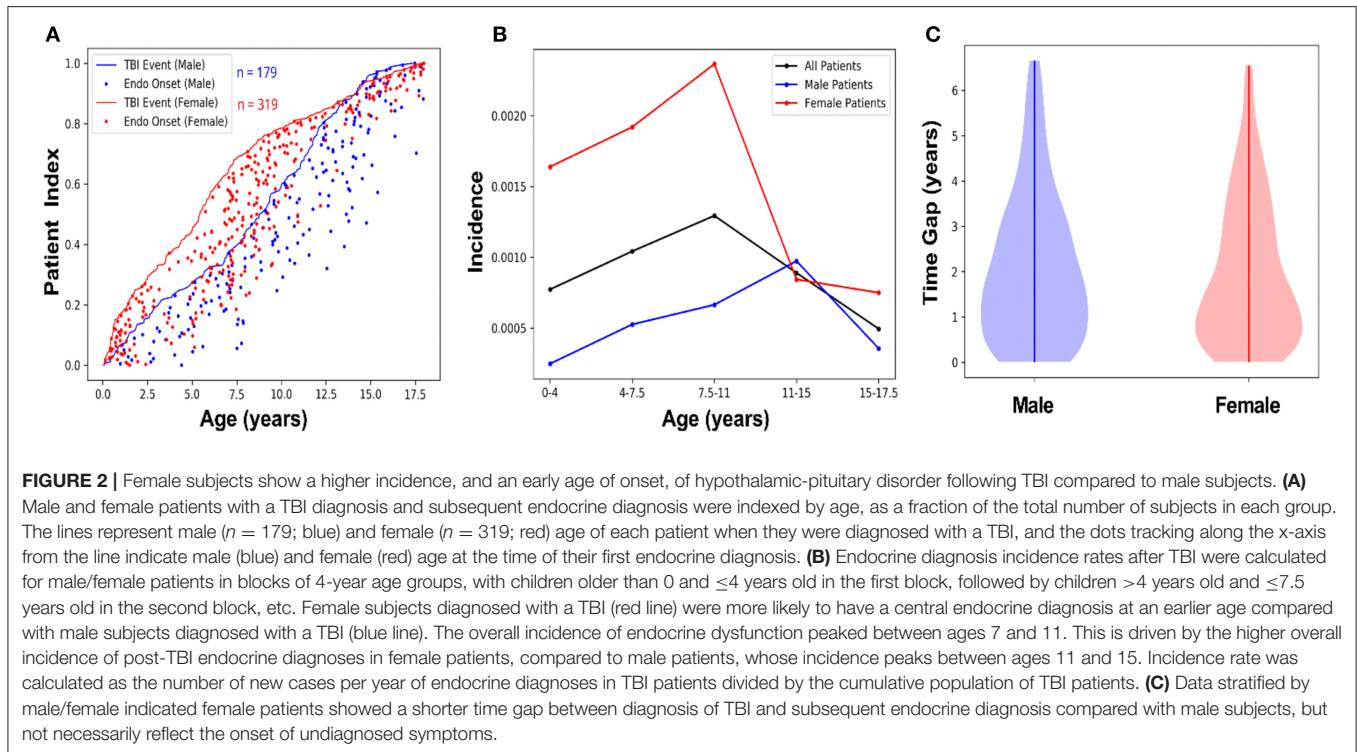 A
TBI Event (Male)
Endo Onset (Male)
TBI Event (Female)
Endo Onset (Female)
n = 179
n = 319
1.0
0.8
0.6
0.4
0.2
0.0
Patient Index
0.0 2.5 5.0 7.5 10.0 12.5 15.0 17.5
Age (years)
B
All Patients
Male Patients
Female Patients
0.0020
0.0015
0.0010
0.0005
Incidence
0-4 4-7.5 7.5-11 11-15 15-17.5
Age (years)
C
6
5
4
3
2
1
0
Time Gap (years)
Male Female
FIGURE 2 | Female subjects show a higher incidence, and an early age of onset, of hypothalamic-pituitary disorder following TBI compared to male subjects. (A)
Male and female patients with a TBI diagnosis and subsequent endocrine diagnosis were indexed by age, as a fraction of the total number of subjects in each group.
The lines represent male (n = 179; blue) and female (n = 319; red) age of each patient when they were diagnosed with a TBI, and the dots tracking along the x-axis
from the line indicate male (blue) and female (red) age at the time of their first endocrine diagnosis. (B) Endocrine diagnosis incidence rates after TBI were calculated
for male/female patients in blocks of 4-year age groups, with children older than 0 and ≤4 years old in the first block, followed by children >4 years old and ≤7.5
years old in the second block, etc. Female subjects diagnosed with a TBI (red line) were more likely to have a central endocrine diagnosis at an earlier age compared
with male subjects diagnosed with a TBI (blue line). The overall incidence of endocrine dysfunction peaked between ages 7 and 11. This is driven by the higher overall
incidence of post-TBI endocrine diagnoses in female patients, compared to male patients, whose incidence peaks between ages 11 and 15. Incidence rate was
calculated as the number of new cases per year of endocrine diagnoses in TBI patients divided by the cumulative population of TBI patients. (C) Data stratified by
male/female indicated female patients showed a shorter time gap between diagnosis of TBI and subsequent endocrine diagnosis compared with male subjects, but
not necessarily reflect the onset of undiagnosed symptoms.